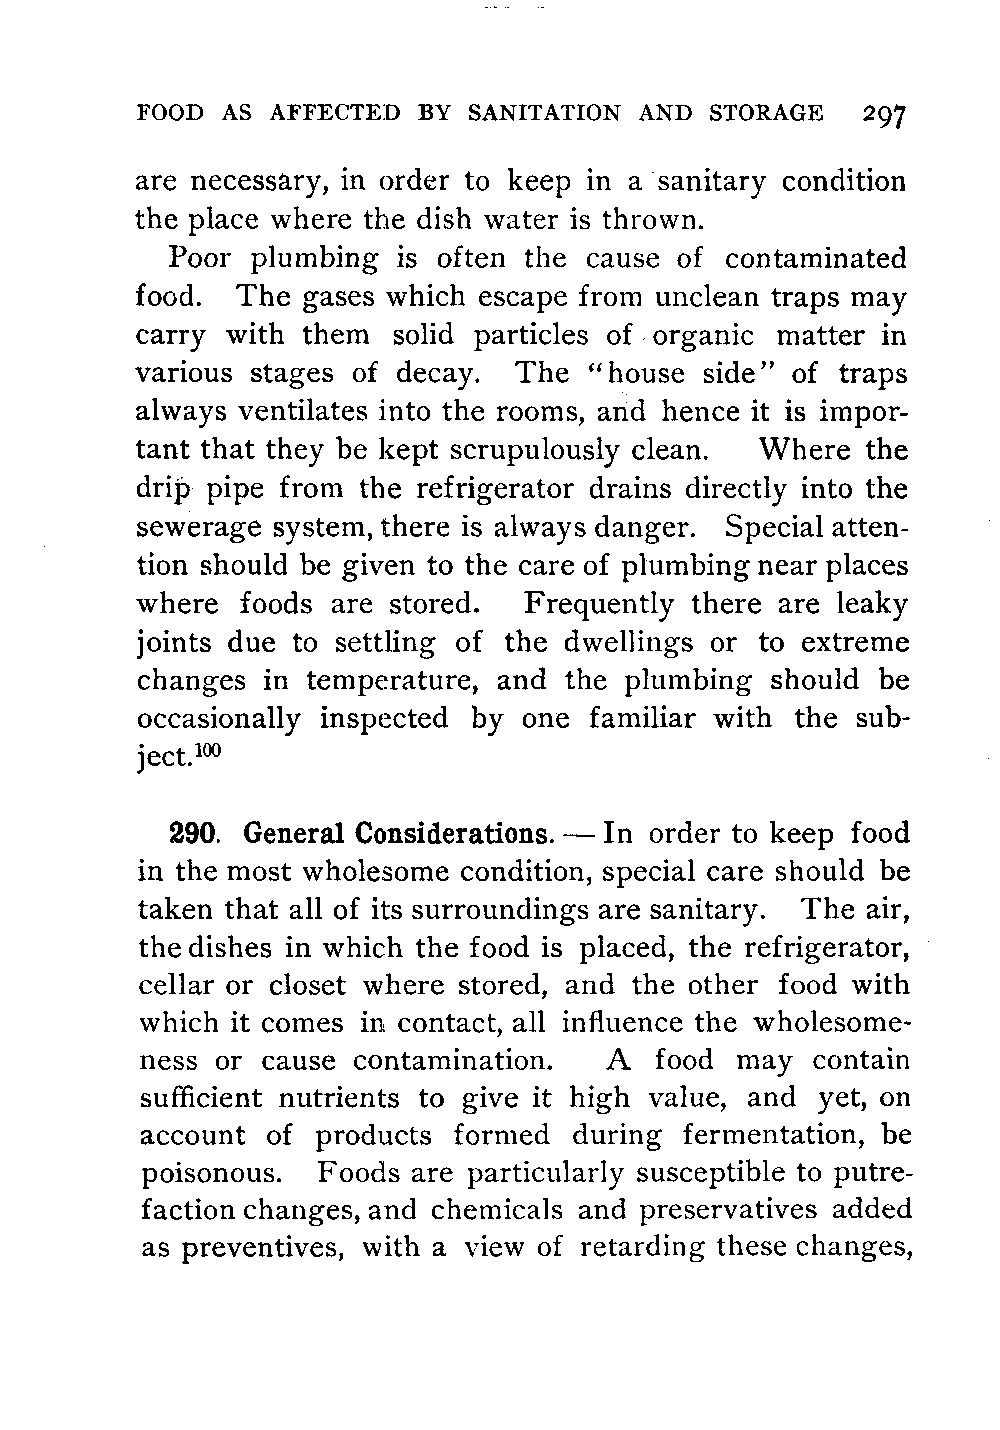 FOOD AS AFFECTED BY SANITATION AND STORAGE 297
are necessary, in order to keep in a sanitary condition
the place where the dish water is thrown.
Poor plumbing is often the cause of contaminated
food. The gases which escape from unclean traps may
carry with them solid particles of organic matter in
various stages of decay. The "house side" of traps
always ventilates into the rooms, and hence it is impor-
tant that they be kept scrupulously clean. Where the
drip pipe from the refrigerator drains directly into the
sewerage system, there is always danger. Special atten-
tion should be given to the care of plumbing near places
where foods are stored. Frequently there are leaky
joints due to settling of the dwellings or to extreme
changes in temperature, and the plumbing should be
occasionally inspected by one familiar with the sub-
ject.¹⁰⁰
290. General Considerations. — In order to keep food
in the most wholesome condition, special care should be
taken that all of its surroundings are sanitary. The air,
the dishes in which the food is placed, the refrigerator,
cellar or closet where stored, and the other food with
which it comes in contact, all influence the wholesome-
ness or cause contamination. A food may contain
sufficient nutrients to give it high value, and yet, on
account of products formed during fermentation, be
poisonous. Foods are particularly susceptible to putre-
faction changes, and chemicals and preservatives added
as preventives, with a view of retarding these changes,